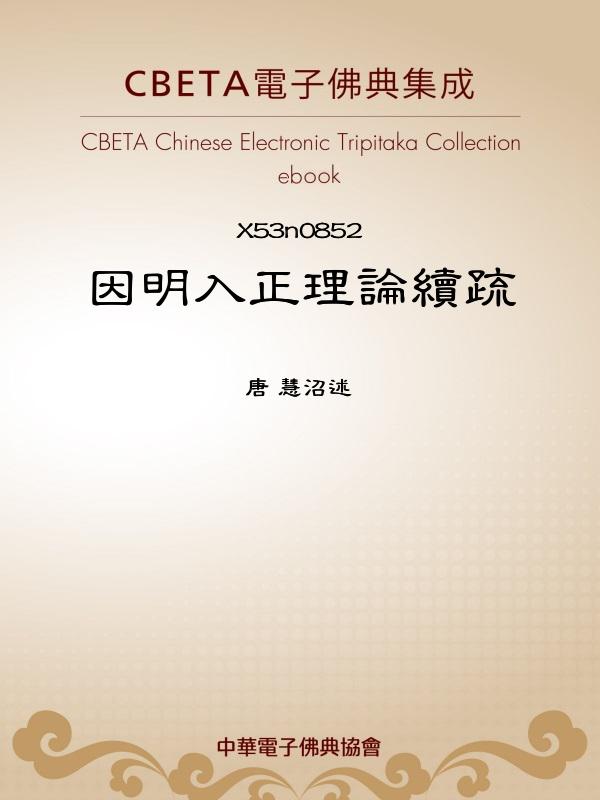 CBETA電子佛典集成
CBETA Chinese Electronic Tripitaka Collection
ebook
X53n0852
因明入正理論續疏
唐 慧沼述
中華電子佛典協會